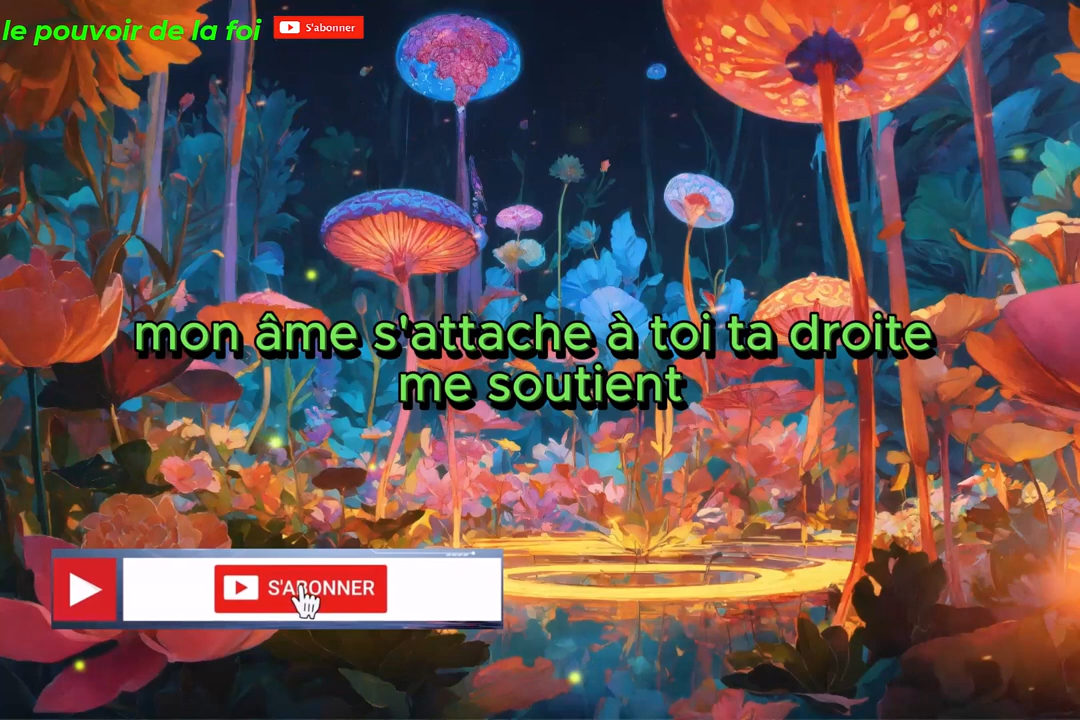 le pouvoir de la foi S'abonner
mon âme s'attache à toi ta droite
me soutient
S'ABONNER